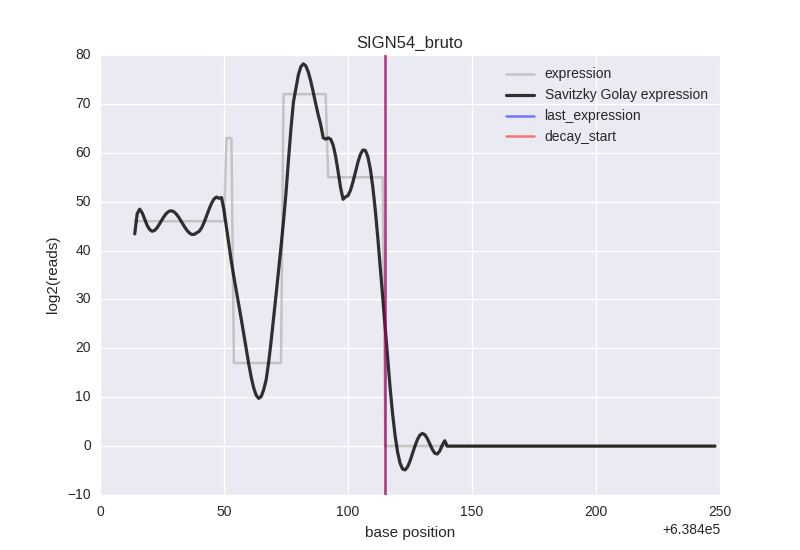 SIGN54_bruto
80
70
60
50
40
30
20
10
0
−10
log2(reads)
expression
Savitzky Golay expression
last_expression
decay_start
0 50 100 150 200 250
base position
+6.384e5